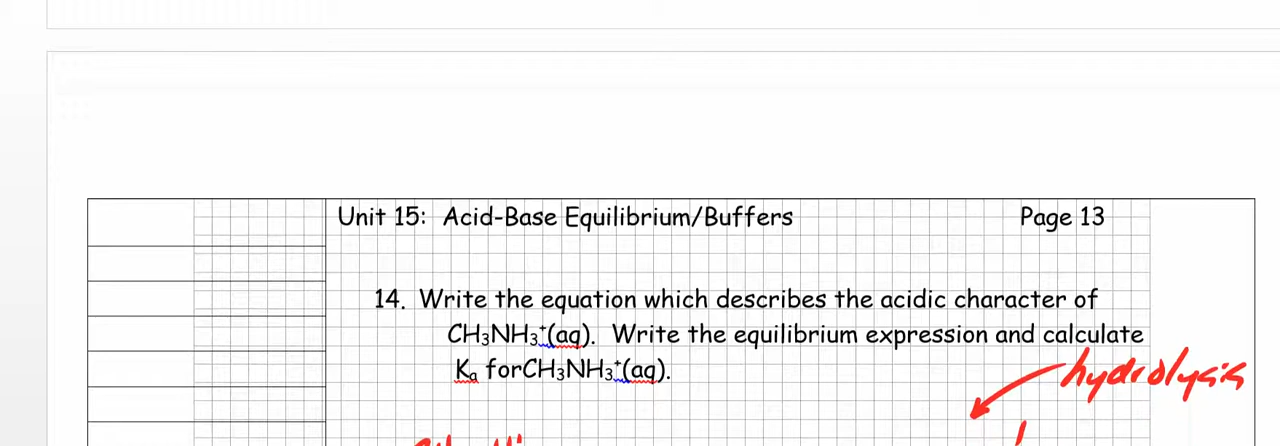 Unit 15: Acid-Base Equilibrium/Buffers Page 13
14. Write the equation which describes the acidic character of
CH₃NH₃⁺(aq). Write the equilibrium expression and calculate
Kₐ forCH₃NH₃⁺(aq).
hydrolysis